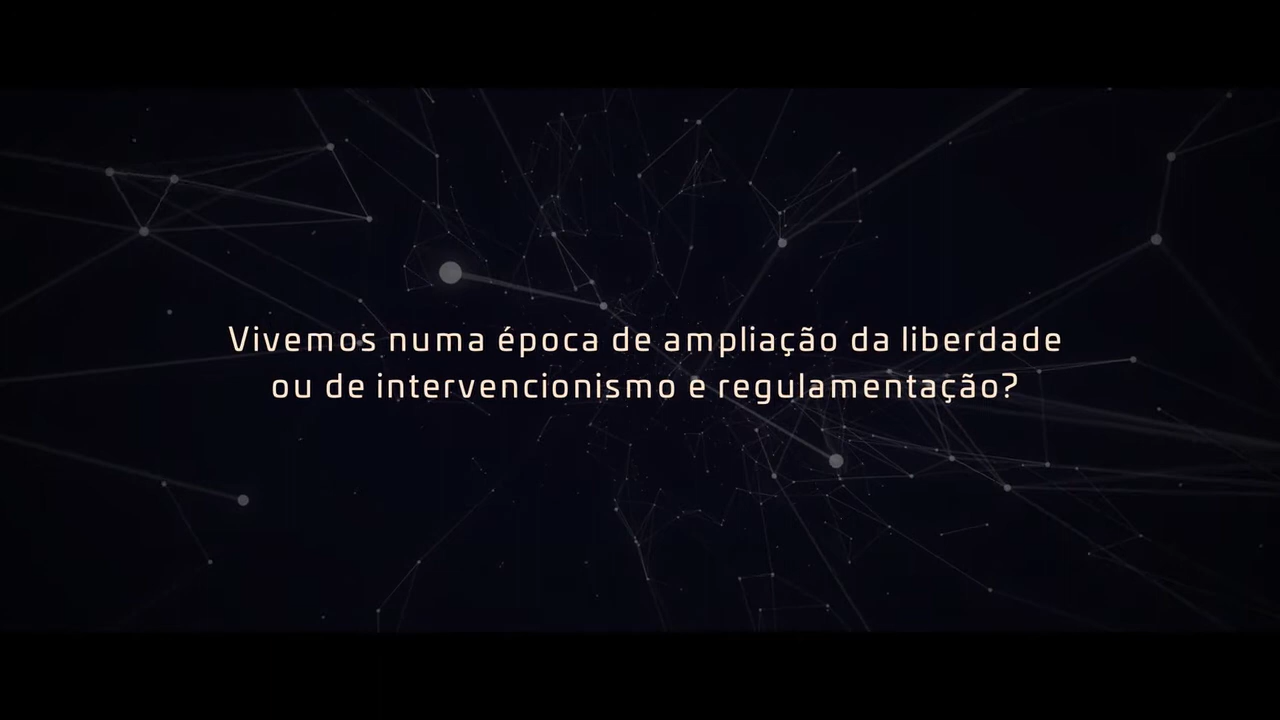 Vivemos numa época de ampliação da liberdade
ou de intervencionismo e regulamentação?